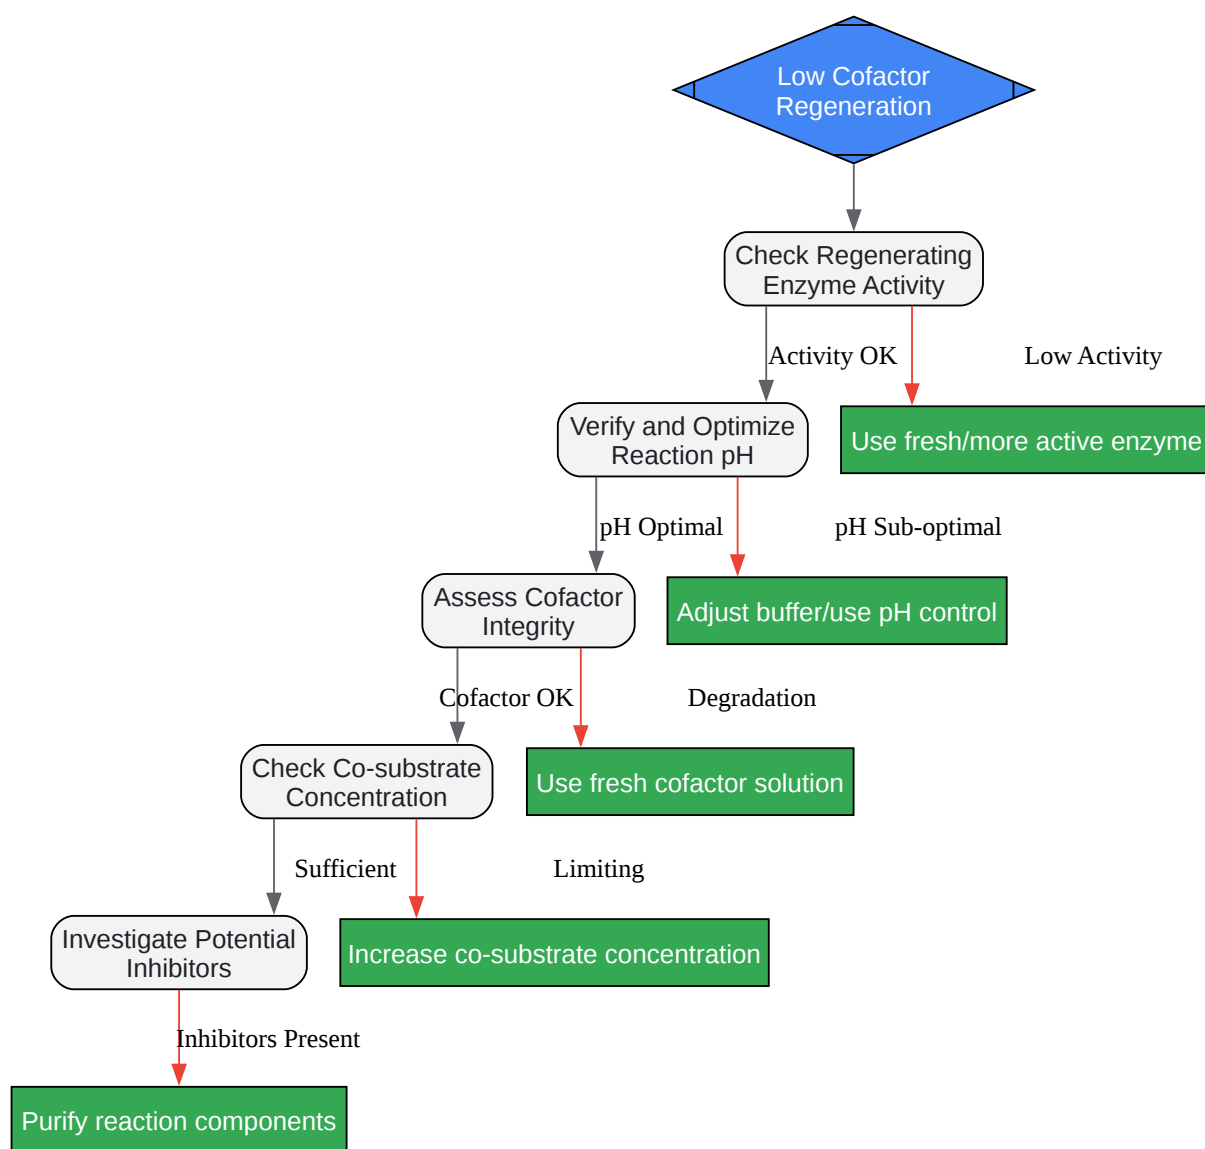 Low Cofactor
Regeneration
Check Regenerating
Enzyme Activity
Activity OK
Low Activity
Verify and Optimize
Reaction pH
Use fresh/more active enzyme
pH Optimal
pH Sub-optimal
Assess Cofactor
Integrity
Adjust buffer/use pH control
Cofactor OK
Degradation
Check Co-substrate
Concentration
Use fresh cofactor solution
Sufficient
Limiting
Investigate Potential
Inhibitors
Increase co-substrate concentration
Inhibitors Present
Purify reaction components